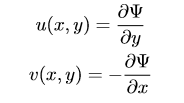 u(x, y) = ∂Ψ/∂y
v(x, y) = −∂Ψ/∂x